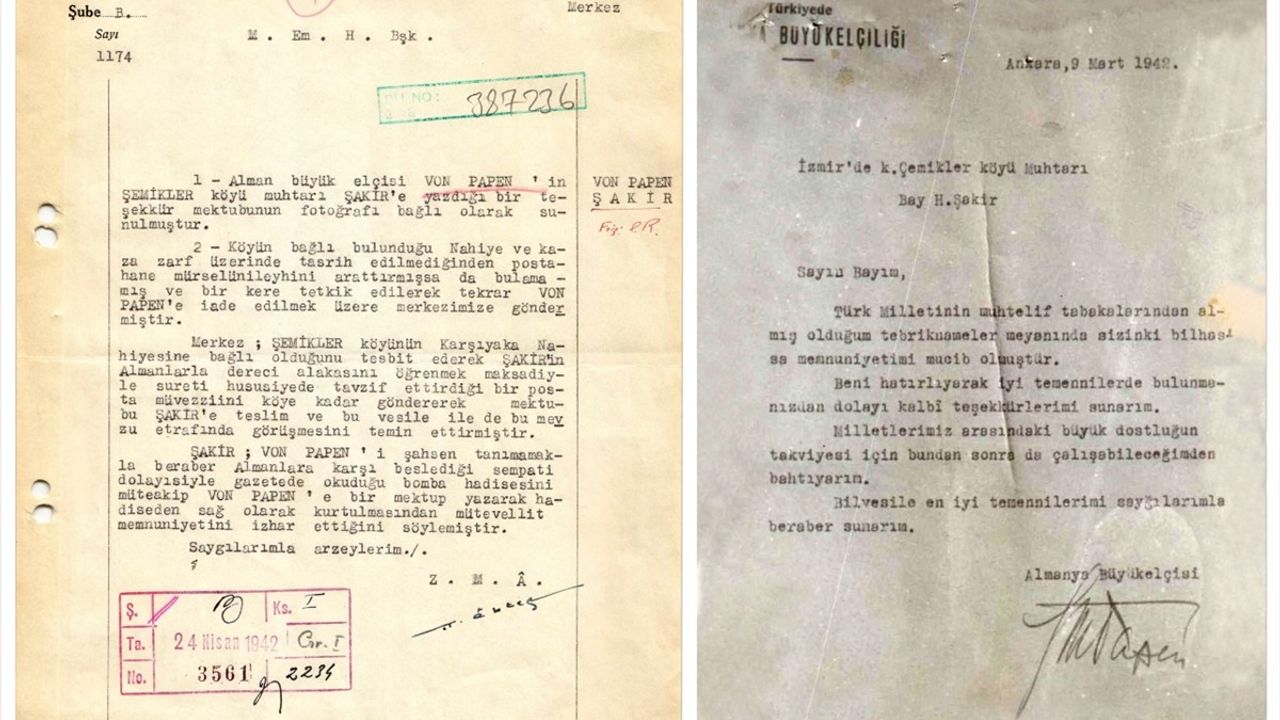 Şube B.
Sayı
1174
Merkez
M. Em. H. Bşk.
387236
1 - Alman büyük elçisi VON PAPEN 'in
ŞEMİKLER köyü muhtarı ŞAKİR'e yazdığı bir te-
şekkür mektubunun fotoğrafı bağlı olarak su-
nulmuştur.
VON PAPEN
ŞAKİR
2 - Köyün bağlı bulunduğu Nahiye ve ka-
za zarf üzerinde tasrih edilmediğinden posta-
hane mürselünileyhini arattırmışsa da bulama-
mış ve bir kere tetkik edilerek tekrar VON
PAPEN'e iade edilmek üzere merkezimize gönder
miştir.
Merkez ; ŞEMİKLER köyünün Karşıyaka Na-
hiyesine bağlı olduğunu tesbit ederek ŞAKİR'in
Almanlarla dereci alakasını öğrenmek maksadiy-
le sureti hususiyede tavzif ettirdiği bir pos-
ta müvezziini köye kadar göndererek mektu-
bu ŞAKİR'e teslim ve bu vesile ile de bu mev
zu etrafında görüşmesini temin ettirmiştir.
ŞAKİR ; VON PAPEN ' i şahsen tanımamak-
la beraber Almanlara karşı beslediği sempati
dolayısiyle gazetede okuduğu bomba hadisesini
müteakip VON PAPEN ' e bir mektup yazarak ha-
diseden sağ olarak kurtulmasından mütevellit
memnuniyetini izhar ettiğini söylemiştir.
Saygılarımla arzeylerim./.
Z. M. Â.
Ş. B Ks. I
Ta. 24 Nisan 1942 Gr. I
No. 3561 2234
Türkiyede
BÜYÜKELÇİLİĞİ
Ankara,9 Mart 1942.
İzmir'de k.Çemikler köyü Muhtarı
Bay H.Şakir
Sayın Bayım,
Türk Milletinin muhtelif tabakalarından al-
mış olduğum tebriknameler meyanında sizinki bilhas-
sa memnuniyetimi mucib olmuştür.
Beni hatırlıyarak iyi temennilerde bulunma-
nızdan dolayı kalbî teşekkürlerimi sunarım.
Milletlerimiz arasındaki büyük dostluğun
takviyesi için bundan sonra da çalışabileceğimden
bahtiyarım.
Bilvesile en iyi temennilerimi sayğılarımla
beraber sunarım.
Almanya Büyükelçisi